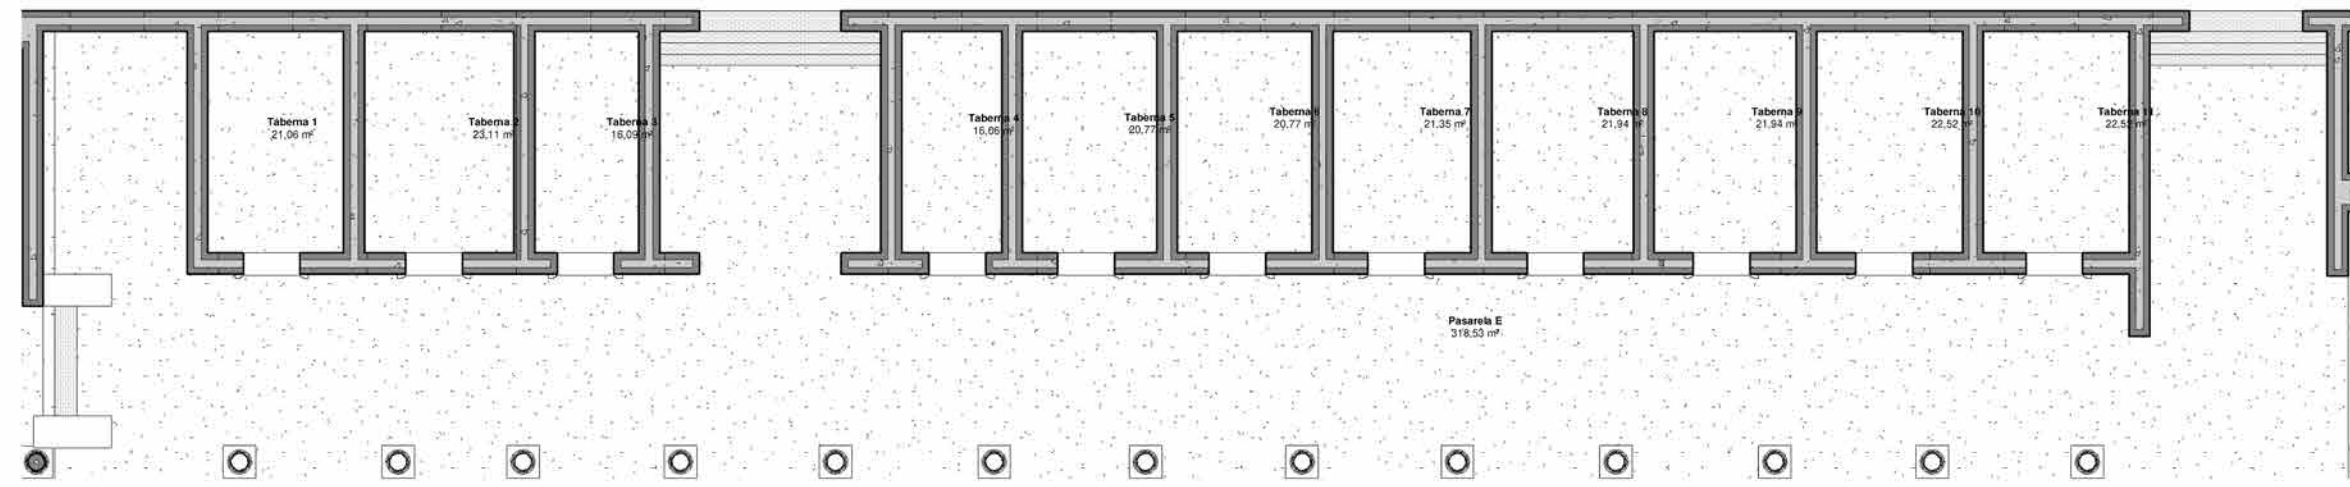 Taberna 1
21,06 m²
Taberna 2
23,11 m²
Taberna 3
16,09 m²
Taberna 4
16,66 m²
Taberna 5
20,77 m²
Taberna 6
20,77 m²
Taberna 7
21,35 m²
Taberna 8
21,94 m²
Taberna 9
21,94 m²
Taberna 10
22,52 m²
Taberna 11
22,52 m²
Pasarela E
318,53 m²